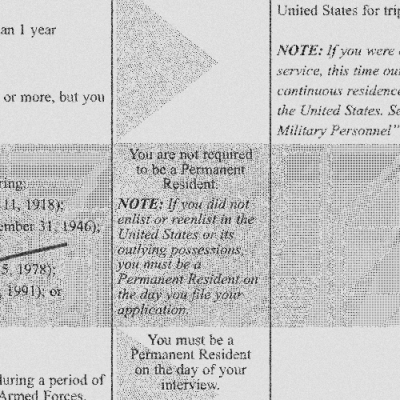 an 1 year
or more, but you
ring:
11, 1918);
ember 31, 1946);
5, 1978);
, 1991); or
during a period of
Armed Forces.
You are not required
to be a Permanent
Resident.
NOTE: If you did not
enlist or reenlist in the
United States or its
outlying possessions,
you must be a
Permanent Resident on
the day you file your
application.
You must be a
Permanent Resident
on the day of your
interview.
United States for trip
NOTE: If you were
service, this time out
continuous residence
the United States. Se
Military Personnel"